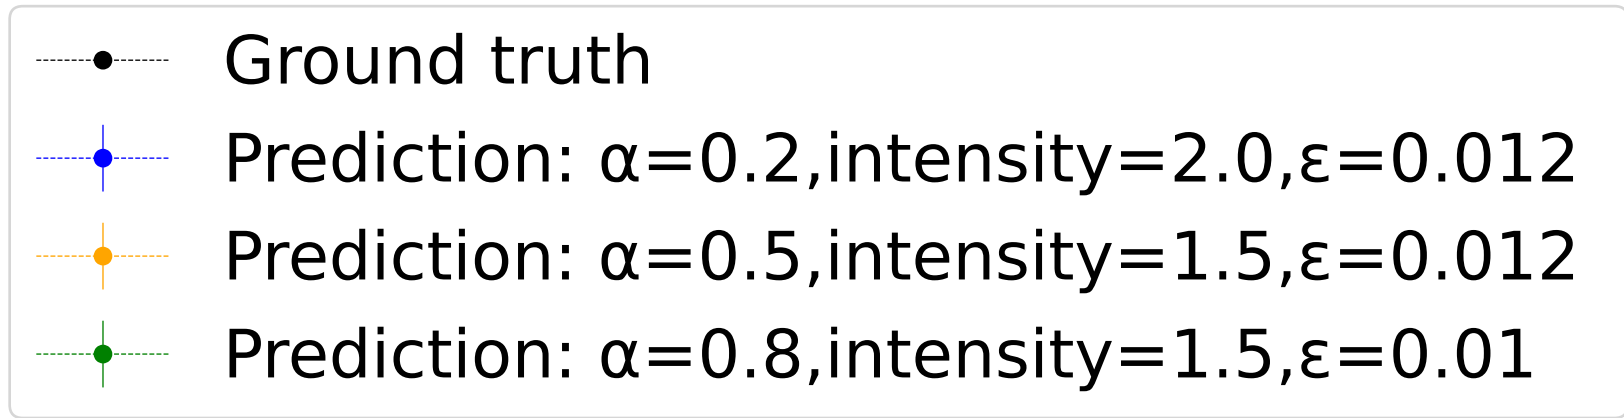 Ground truth
Prediction: α=0.2,intensity=2.0,ε=0.012
Prediction: α=0.5,intensity=1.5,ε=0.012
Prediction: α=0.8,intensity=1.5,ε=0.01